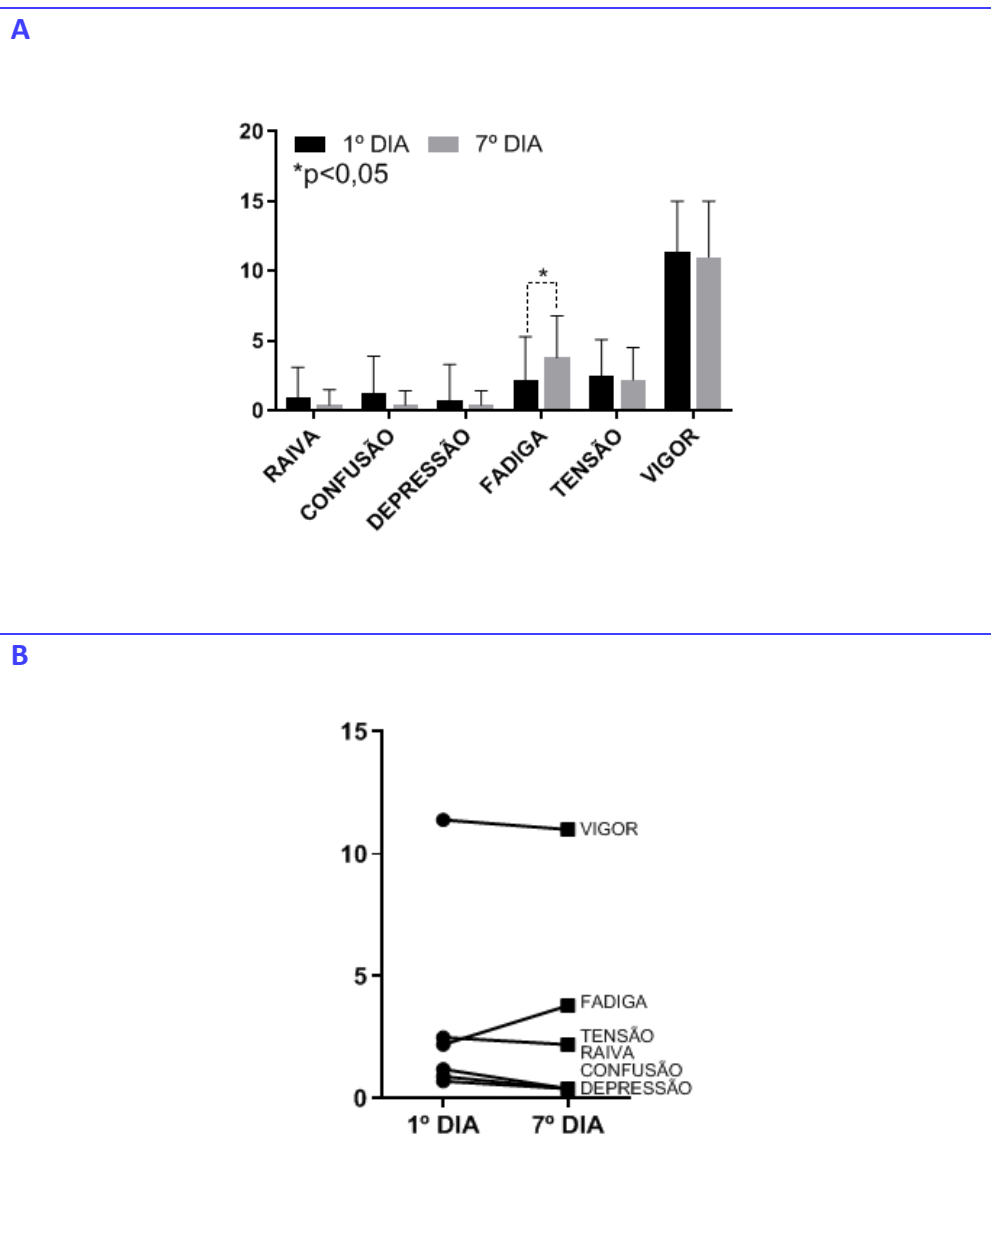 A
20
1º DIA 7º DIA
*p<0,05
15
10
*
5
0
RAIVA
CONFUSÃO
DEPRESSÃO
FADIGA
TENSÃO
VIGOR
B
15
VIGOR
10
5
FADIGA
TENSÃO
RAIVA
CONFUSÃO
DEPRESSÃO
0
1º DIA 7º DIA